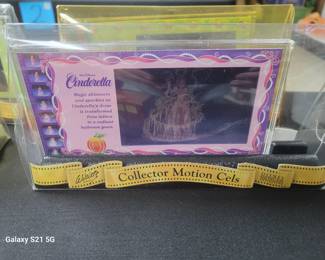 Cinderella
Magic shimmers
and sparkles as
Cinderella's dress
is transformed
from tatters
to a radiant
ballroom gown.
Collector Motion Cels
Galaxy S21 5G